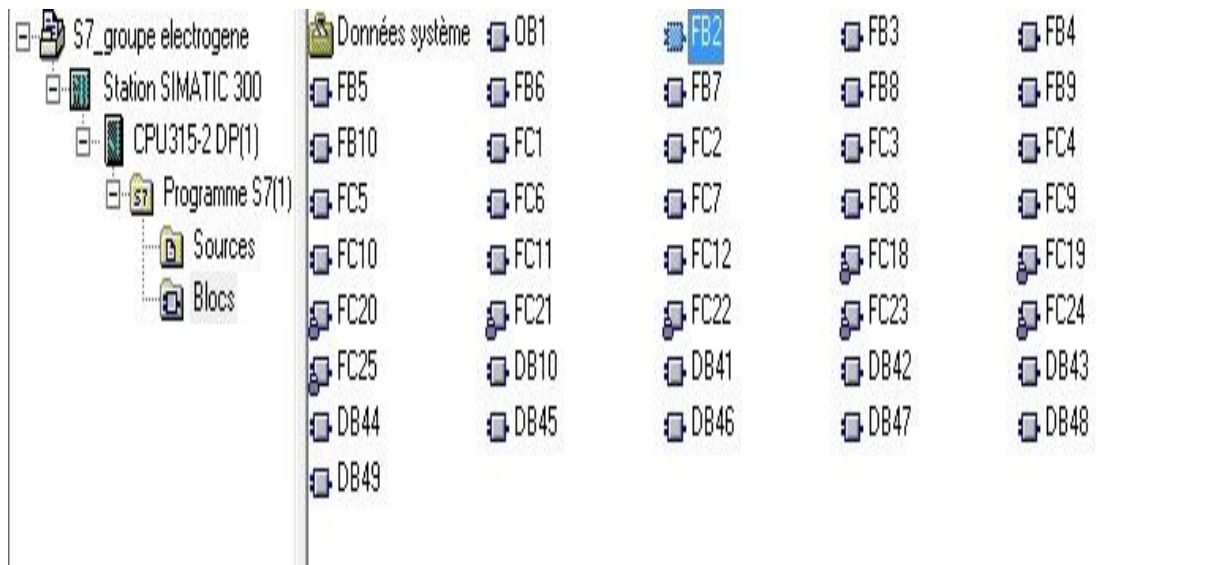 S7_groupe electrogene
Station SIMATIC 300
CPU315-2 DP(1)
Programme S7(1)
Sources
Blocs
Données système OB1 FB2 FB3 FB4
FB5 FB6 FB7 FB8 FB9
FB10 FC1 FC2 FC3 FC4
FC5 FC6 FC7 FC8 FC9
FC10 FC11 FC12 FC18 FC19
FC20 FC21 FC22 FC23 FC24
FC25 DB10 DB41 DB42 DB43
DB44 DB45 DB46 DB47 DB48
DB49